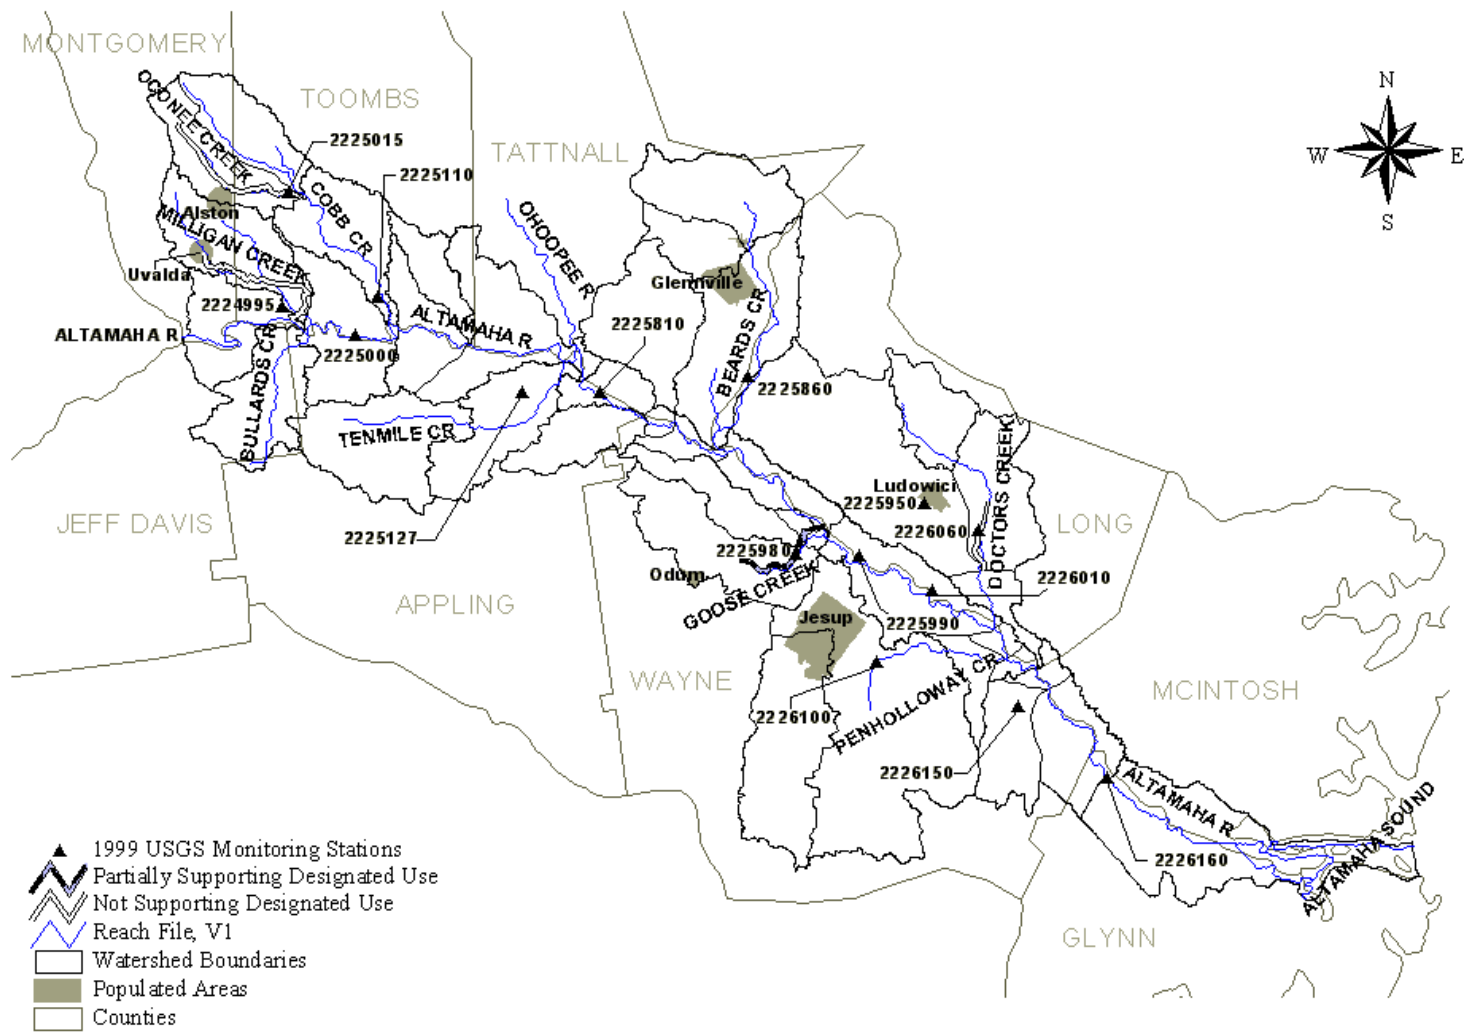 MONTGOMERY
OCONEE CREEK
TOOMBS
2225015
TATTNALL
2225110
N
W
E
S
COBB CR
OHOOPEE R
Alston
MILLIGAN CREEK
Uvalda
Glennville
2224995
ALTAMAHA R
ALTAMAHA R
2225810
BEARDS CR
2225000
BULLARDS CR
2225860
TENMILE CR
DOCTORS CREEK
Ludowici
2225950
JEFF DAVIS
LONG
2226060
2225127
2225980
Odum
2226010
GOOSE CREEK
APPLING
Jesup
2225990
WAYNE
MCINTOSH
2226100
PENHOLLOWAY CR
2226150
ALTAMAHA R
ALTAMAHA SOUND
2226160
GLYNN
1999 USGS Monitoring Stations
Partially Supporting Designated Use
Not Supporting Designated Use
Reach File, V1
Watershed Boundaries
Populated Areas
Counties